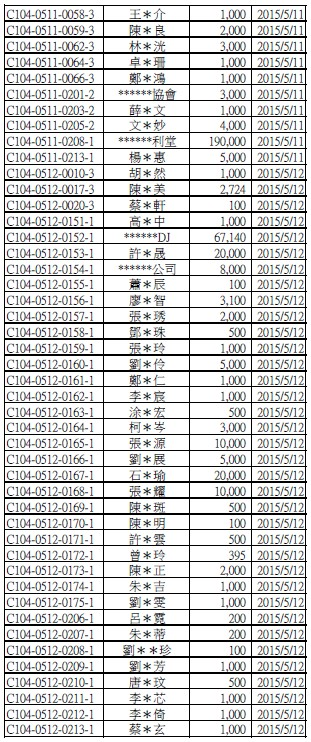 C104-0511-0058-3 王＊介 1,000 2015/5/11
C104-0511-0059-3 陳＊良 2,000 2015/5/11
C104-0511-0062-3 林＊洸 3,000 2015/5/11
C104-0511-0064-3 卓＊珊 1,000 2015/5/11
C104-0511-0066-3 鄭＊鴻 1,000 2015/5/11
C104-0511-0201-2 ******協會 3,000 2015/5/11
C104-0511-0203-2 薛＊文 1,000 2015/5/11
C104-0511-0205-2 文＊妙 4,000 2015/5/11
C104-0511-0208-1 ******利堂 190,000 2015/5/11
C104-0511-0213-1 楊＊惠 5,000 2015/5/11
C104-0512-0010-3 胡＊然 1,000 2015/5/12
C104-0512-0017-3 陳＊美 2,724 2015/5/12
C104-0512-0020-3 蔡＊軒 100 2015/5/12
C104-0512-0151-1 高＊中 1,000 2015/5/12
C104-0512-0152-1 ******DJ 67,140 2015/5/12
C104-0512-0153-1 許＊晟 20,000 2015/5/12
C104-0512-0154-1 ******公司 8,000 2015/5/12
C104-0512-0155-1 蕭＊辰 100 2015/5/12
C104-0512-0156-1 廖＊智 3,100 2015/5/12
C104-0512-0157-1 張＊琇 2,000 2015/5/12
C104-0512-0158-1 鄧＊珠 500 2015/5/12
C104-0512-0159-1 張＊玲 1,000 2015/5/12
C104-0512-0160-1 劉＊伶 5,000 2015/5/12
C104-0512-0161-1 鄭＊仁 1,000 2015/5/12
C104-0512-0162-1 李＊宸 1,000 2015/5/12
C104-0512-0163-1 涂＊宏 500 2015/5/12
C104-0512-0164-1 柯＊岑 3,000 2015/5/12
C104-0512-0165-1 張＊源 10,000 2015/5/12
C104-0512-0166-1 劉＊展 5,000 2015/5/12
C104-0512-0167-1 石＊瑜 20,000 2015/5/12
C104-0512-0168-1 張＊耀 10,000 2015/5/12
C104-0512-0169-1 陳＊斑 500 2015/5/12
C104-0512-0170-1 陳＊明 100 2015/5/12
C104-0512-0171-1 許＊雲 500 2015/5/12
C104-0512-0172-1 曾＊玲 395 2015/5/12
C104-0512-0173-1 陳＊正 2,000 2015/5/12
C104-0512-0174-1 朱＊吉 1,000 2015/5/12
C104-0512-0175-1 劉＊雯 1,000 2015/5/12
C104-0512-0206-1 呂＊霓 200 2015/5/12
C104-0512-0207-1 朱＊蒂 200 2015/5/12
C104-0512-0208-1 劉＊＊珍 100 2015/5/12
C104-0512-0209-1 劉＊芳 1,000 2015/5/12
C104-0512-0210-1 唐＊玟 500 2015/5/12
C104-0512-0211-1 李＊芯 1,000 2015/5/12
C104-0512-0212-1 李＊倚 1,000 2015/5/12
C104-0512-0213-1 蔡＊玄 1,000 2015/5/12